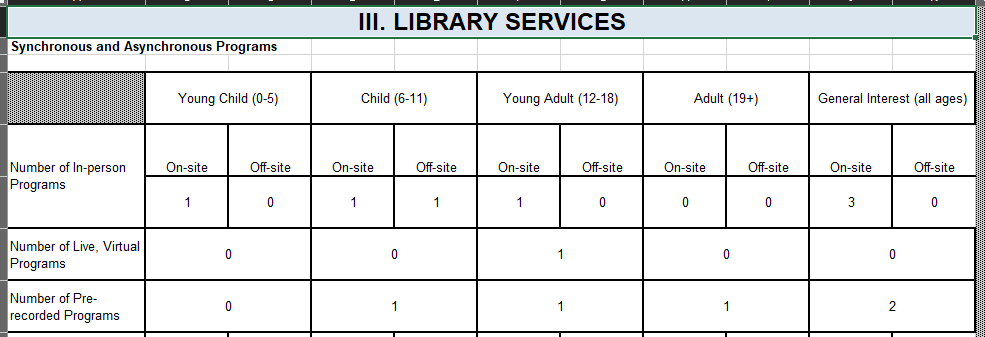 III. LIBRARY SERVICES
Synchronous and Asynchronous Programs
Young Child (0-5) Child (6-11) Young Adult (12-18) Adult (19+) General Interest (all ages)
Number of In-person
Programs
On-site Off-site On-site Off-site On-site Off-site On-site Off-site On-site Off-site
1 0 1 1 1 0 0 0 3 0
Number of Live, Virtual
Programs
0 0 1 0 0
Number of Pre-
recorded Programs
0 1 1 1 2